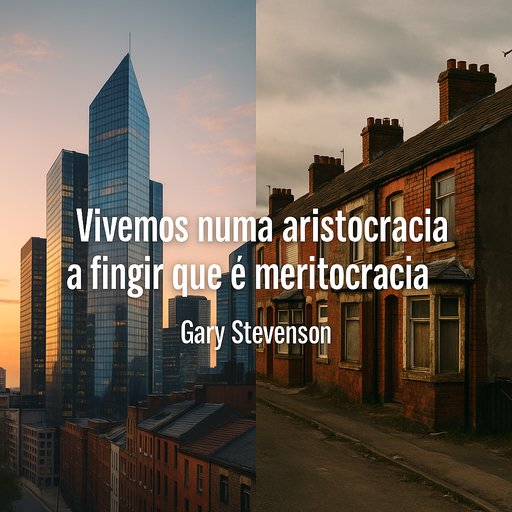 Vivemos numa aristocracia
a fingir que é meritocracia
Gary Stevenson